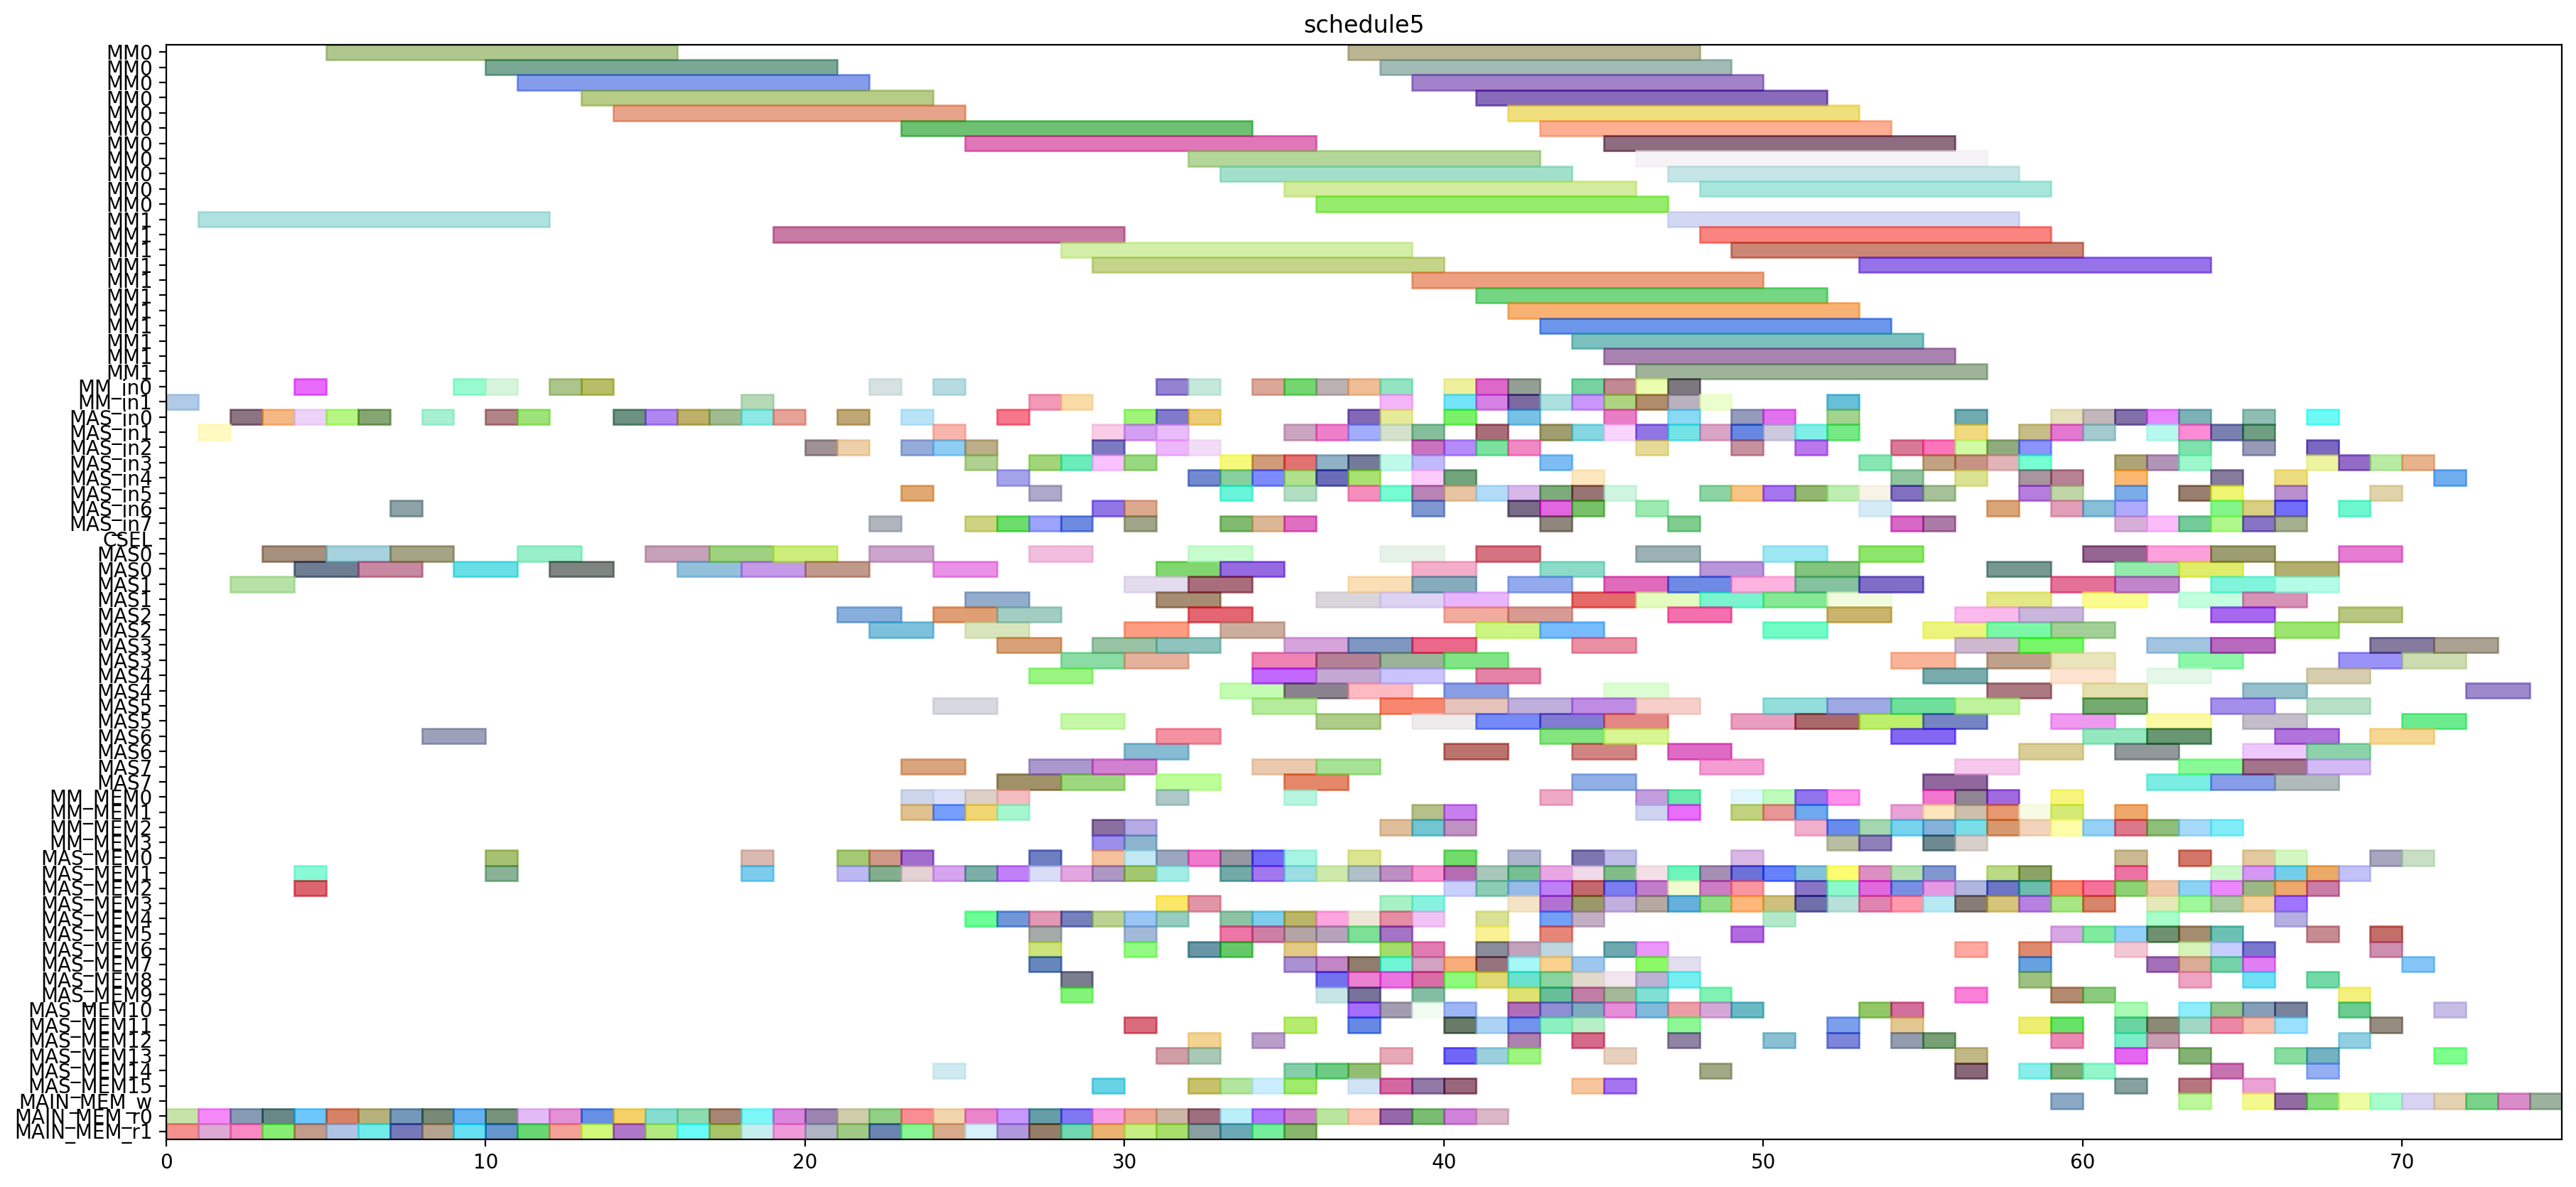 schedule5
MM0
MM0
MM0
MM0
MM0
MM0
MM0
MM0
MM0
MM0
MM0
MM1
MM1
MM1
MM1
MM1
MM1
MM1
MM1
MM1
MM1
MM1
MM_in0
MM_in1
MAS_in0
MAS_in1
MAS_in2
MAS_in3
MAS_in4
MAS_in5
MAS_in6
MAS_in7
CSEL
MAS0
MAS0
MAS1
MAS1
MAS2
MAS2
MAS3
MAS3
MAS4
MAS4
MAS5
MAS5
MAS6
MAS6
MAS7
MAS7
MM_MEM0
MM_MEM1
MM_MEM2
MM_MEM3
MAS_MEM0
MAS_MEM1
MAS_MEM2
MAS_MEM3
MAS_MEM4
MAS_MEM5
MAS_MEM6
MAS_MEM7
MAS_MEM8
MAS_MEM9
MAS_MEM10
MAS_MEM11
MAS_MEM12
MAS_MEM13
MAS_MEM14
MAS_MEM15
MAIN_MEM_w
MAIN_MEM_r0
MAIN_MEM_r1
0 10 20 30 40 50 60 70